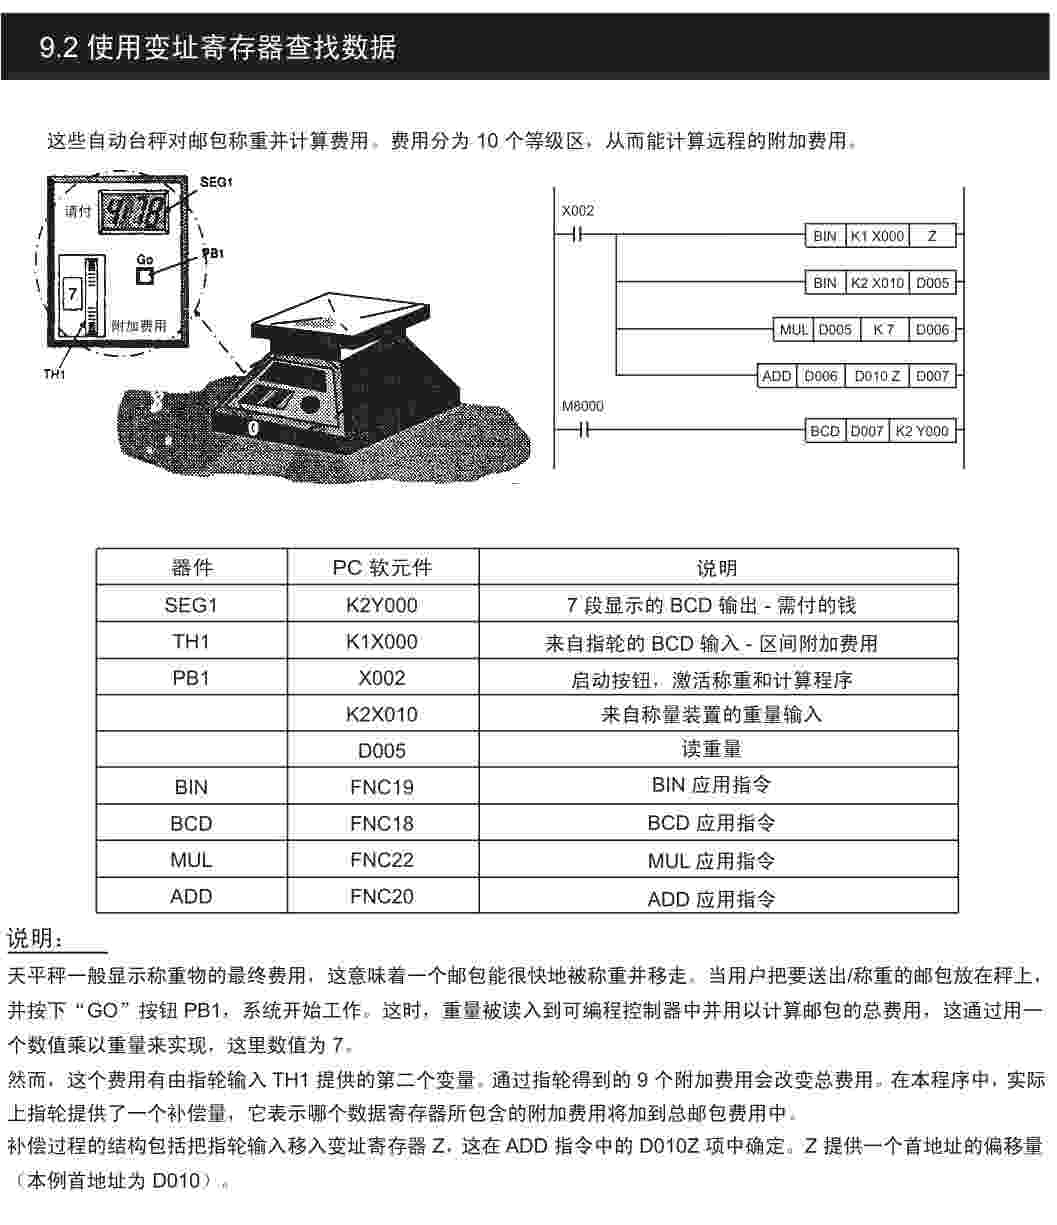 9.2 使用变址寄存器查找数据
这些自动台秤对邮包称重并计算费用。费用分为 10 个等级区，从而能计算远程的附加费用。
SEG1
请付
Go
PB1
7
附加费用
TH1
X002
BIN K1 X000 Z
BIN K2 X010 D005
MUL D005 K 7 D006
ADD D006 D010 Z D007
M8000
BCD D007 K2 Y000
器件 PC 软元件 说明
SEG1 K2Y000 7 段显示的 BCD 输出 - 需付的钱
TH1 K1X000 来自指轮的 BCD 输入 - 区间附加费用
PB1 X002 启动按钮，激活称重和计算程序
K2X010 来自称量装置的重量输入
D005 读重量
BIN FNC19 BIN 应用指令
BCD FNC18 BCD 应用指令
MUL FNC22 MUL 应用指令
ADD FNC20 ADD 应用指令
说明：
天平秤一般显示称重物的最终费用，这意味着一个邮包能很快地被称重并移走。当用户把要送出/称重的邮包放在秤上，
并按下“GO”按钮 PB1，系统开始工作。这时，重量被读入到可编程控制器中并用以计算邮包的总费用，这通过用一
个数值乘以重量来实现，这里数值为 7。
然而，这个费用有由指轮输入 TH1 提供的第二个变量。通过指轮得到的 9 个附加费用会改变总费用。在本程序中，实际
上指轮提供了一个补偿量，它表示哪个数据寄存器所包含的附加费用将加到总邮包费用中。
补偿过程的结构包括把指轮输入移入变址寄存器 Z，这在 ADD 指令中的 D010Z 项中确定。Z 提供一个首地址的偏移量
（本例首地址为 D010）。